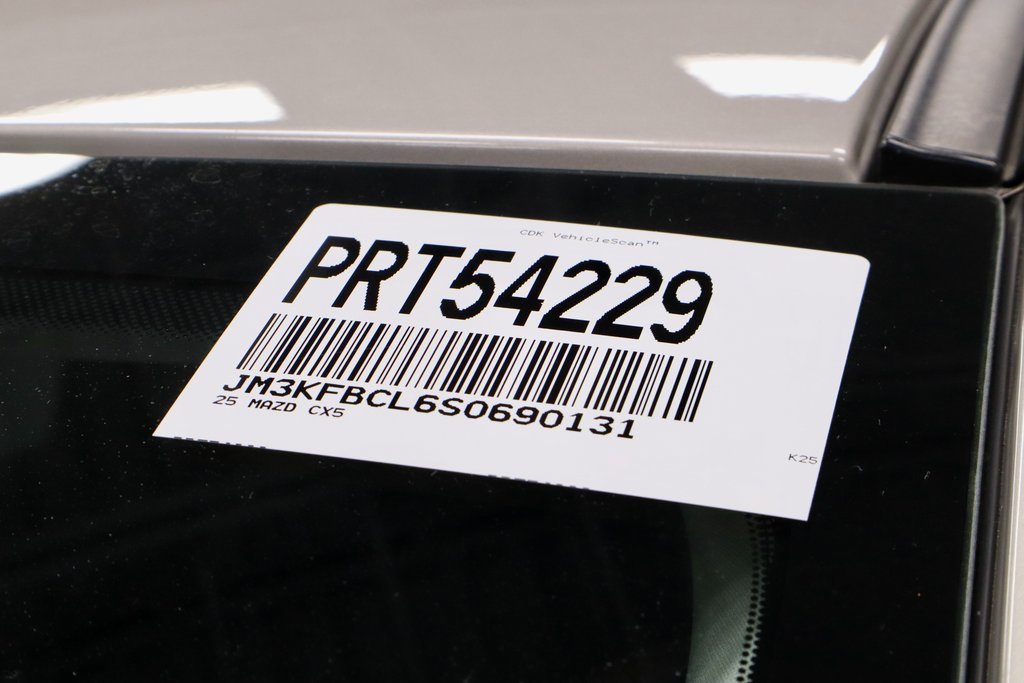 CDK VehicleScan™
PRT54229
JM3KFBCL6S0690131
25 MAZD CX5
K25